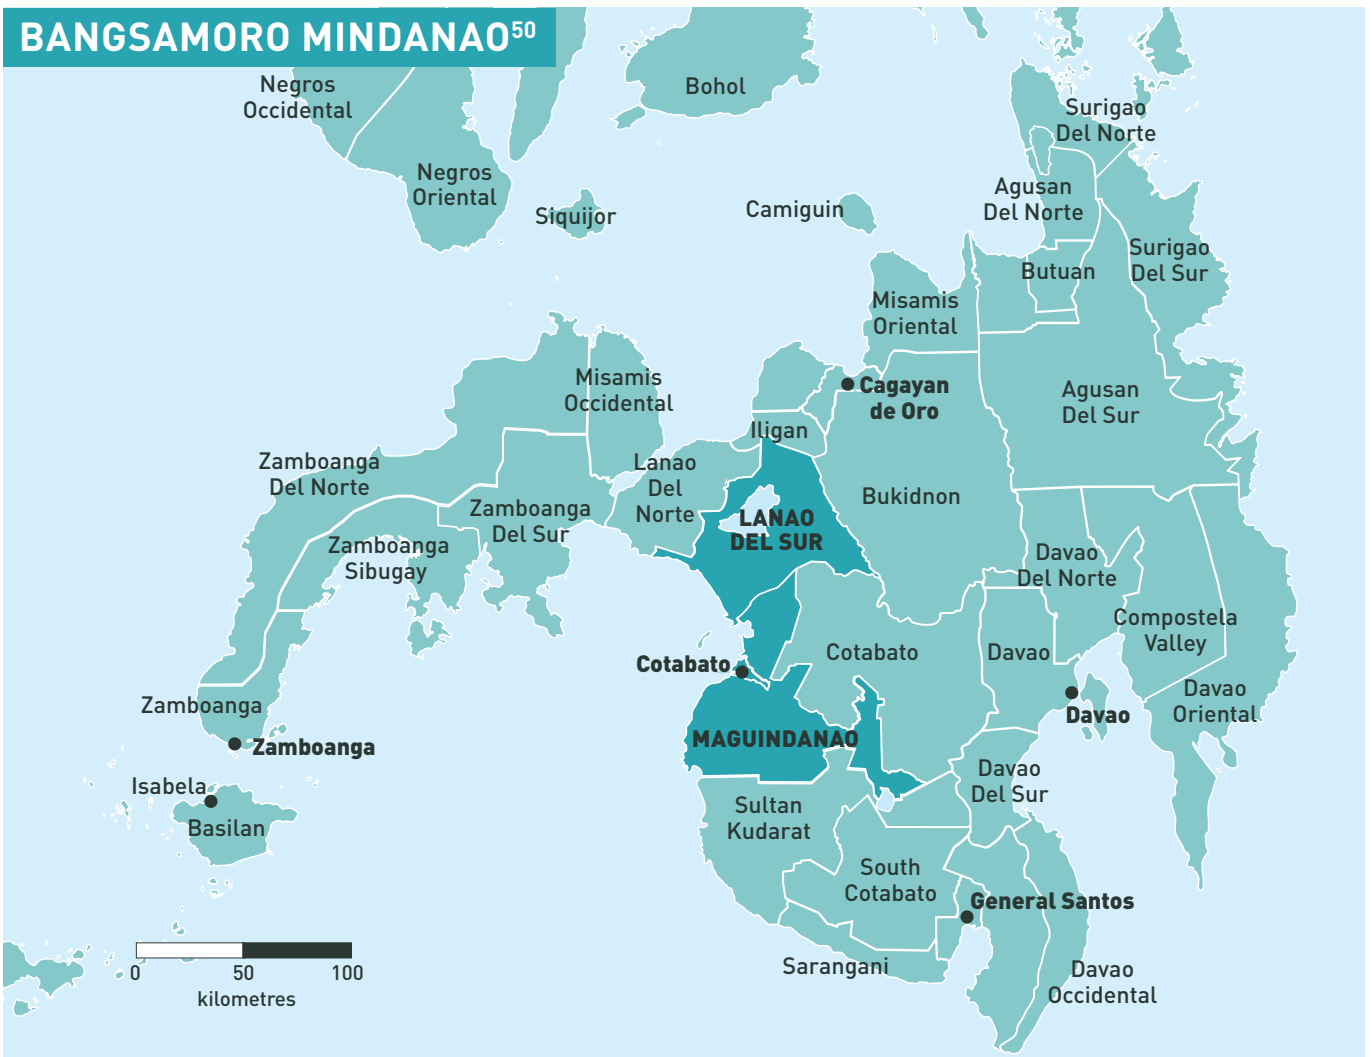 BANGSAMORO MINDANAO50
Negros
Occidental
Bohol
Surigao
Del Norte
Negros
Oriental
Siquijor
Camiguin
Agusan
Del Norte
Surigao
Del Sur
Butuan
Misamis
Oriental
Misamis
Occidental
Cagayan
de Oro
Agusan
Del Sur
Iligan
Zamboanga
Del Norte
Lanao
Del
Norte
Bukidnon
Zamboanga
Del Sur
LANAO
DEL SUR
Zamboanga
Sibugay
Davao
Del Norte
Compostela
Valley
Cotabato
Cotabato
Davao
Zamboanga
Davao
Oriental
Davao
Zamboanga
MAGUINDANAO
Isabela
Davao
Del Sur
Basilan
Sultan
Kudarat
South
Cotabato
General Santos
Sarangani
Davao
Occidental
0 50 100
kilometres